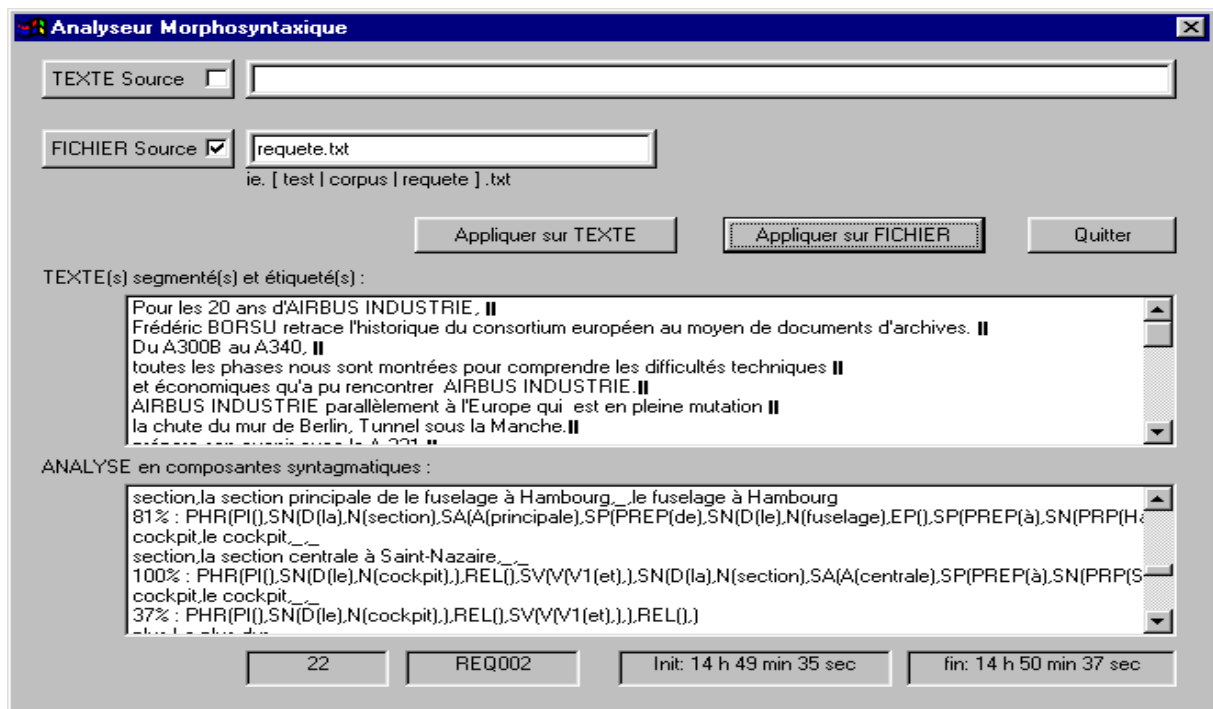 Analyseur Morphosyntaxique
TEXTE Source
FICHIER Source requete.txt
ie. [ test | corpus | requete ] .txt
Appliquer sur TEXTE Appliquer sur FICHIER Quitter
TEXTE(s) segmenté(s) et étiqueté(s) :
Pour les 20 ans d'AIRBUS INDUSTRIE, ||
Frédéric BORSU retrace l'historique du consortium européen au moyen de documents d'archives. ||
Du A300B au A340, ||
toutes les phases nous sont montrées pour comprendre les difficultés techniques ||
et économiques qu'a pu rencontrer AIRBUS INDUSTRIE.||
AIRBUS INDUSTRIE parallèlement à l'Europe qui est en pleine mutation ||
la chute du mur de Berlin, Tunnel sous la Manche.||
ANALYSE en composantes syntagmatiques :
section,la section principale de le fuselage à Hambourg,_,le fuselage à Hambourg
81% : PHR(PI(),SN(D(la),N(section),SA(A(principale),SP(PREP(de),SN(D(le),N(fuselage),EP(),SP(PREP(à),SN(PRP(Ha
cockpit,le cockpit,_,_
section,la section centrale à Saint-Nazaire,_,_
100% : PHR(PI(),SN(D(le),N(cockpit),),REL(),SV(V(V1(et),),SN(D(la),N(section),SA(A(centrale),SP(PREP(à),SN(PRP(S
cockpit,le cockpit,_,_
37% : PHR(PI(),SN(D(le),N(cockpit),),REL(),SV(V(V1(et),),),REL(),)
22 REQ002 Init: 14 h 49 min 35 sec fin: 14 h 50 min 37 sec